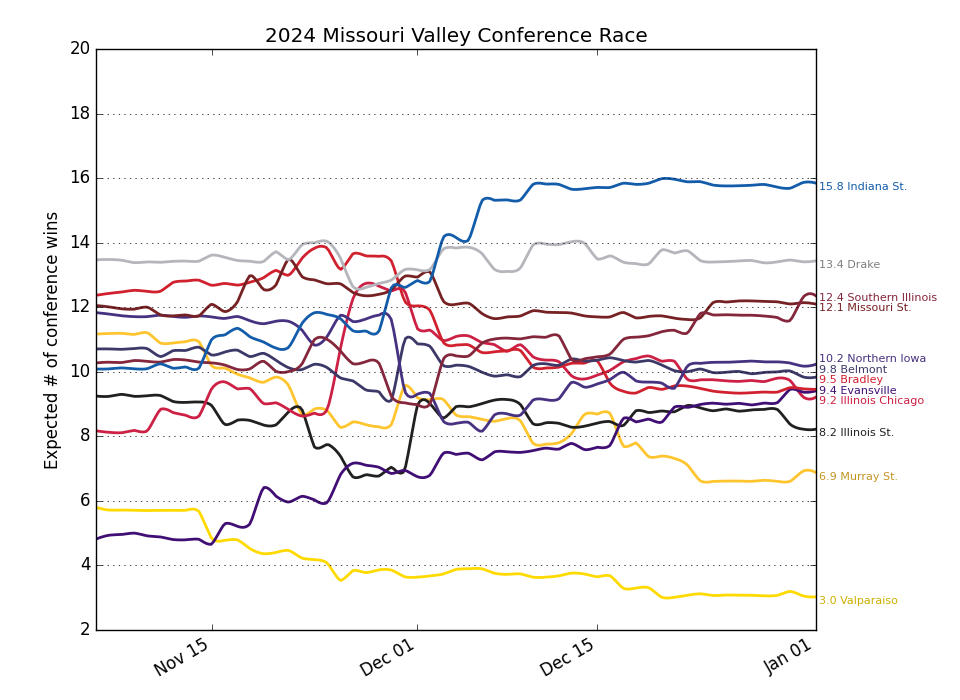 2024 Missouri Valley Conference Race
Expected # of conference wins
20
18
16
14
12
10
8
6
4
2
Nov 15
Dec 01
Dec 15
Jan 01
15.8 Indiana St.
13.4 Drake
12.4 Southern Illinois
12.1 Missouri St.
10.2 Northern Iowa
9.8 Belmont
9.5 Bradley
9.4 Evansville
9.2 Illinois Chicago
8.2 Illinois St.
6.9 Murray St.
3.0 Valparaiso